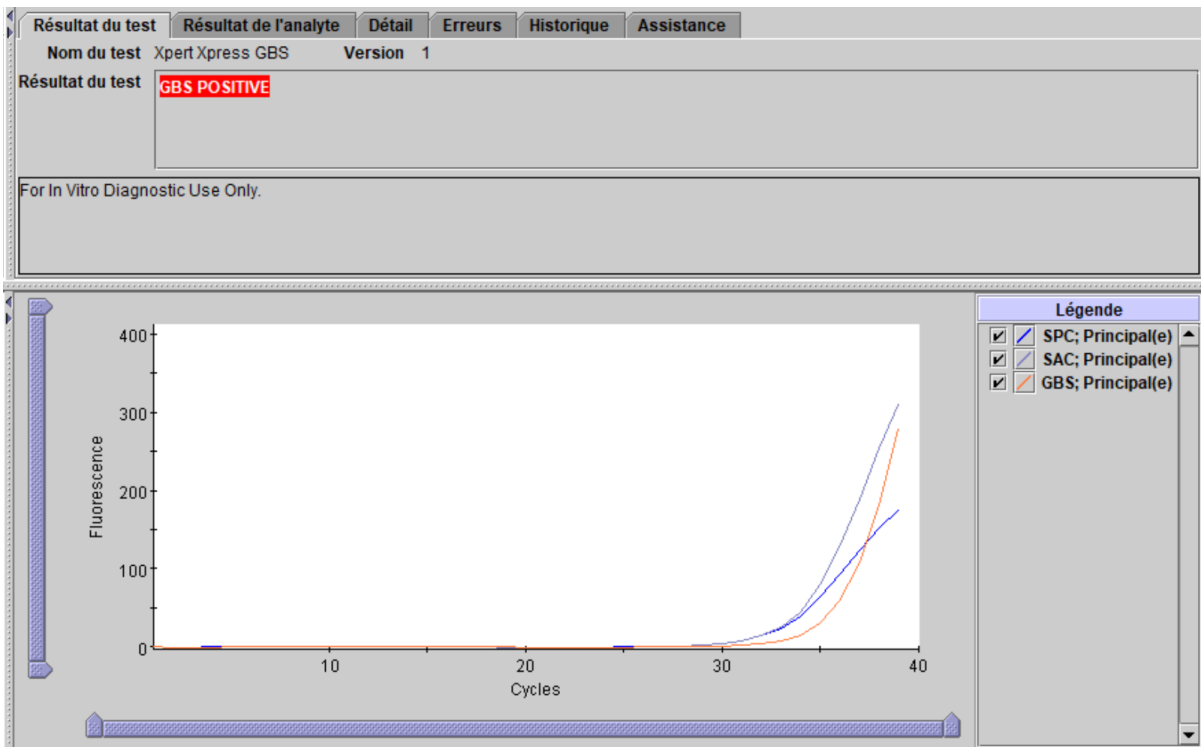 Résultat du test Résultat de l'analyte Détail Erreurs Historique Assistance
Nom du test Xpert Xpress GBS Version 1
Résultat du test GBS POSITIVE
For In Vitro Diagnostic Use Only.
Légende
SPC; Principal(e)
SAC; Principal(e)
GBS; Principal(e)
400
300
200
100
0
Fluorescence
10 20 30 40
Cycles